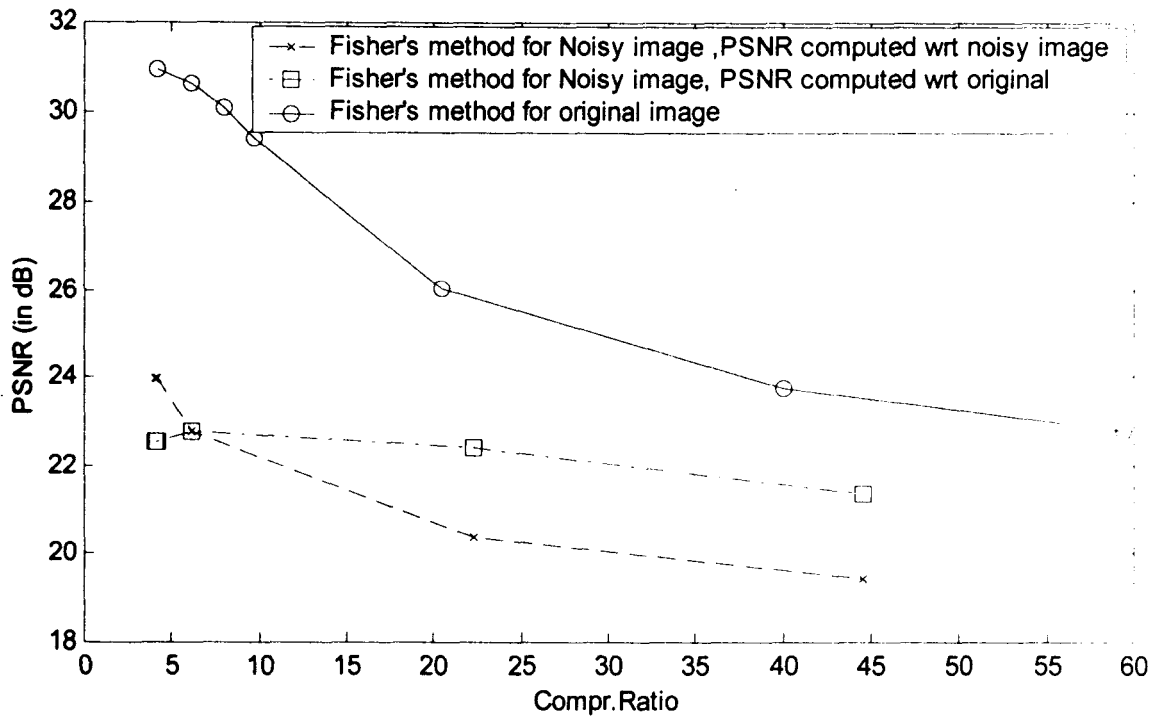 32
30
28
26
24
22
20
18
PSNR (in dB)
Fisher's method for Noisy image ,PSNR computed wrt noisy image
Fisher's method for Noisy image, PSNR computed wrt original
Fisher's method for original image
0 5 10 15 20 25 30 35 40 45 50 55 60
Compr.Ratio